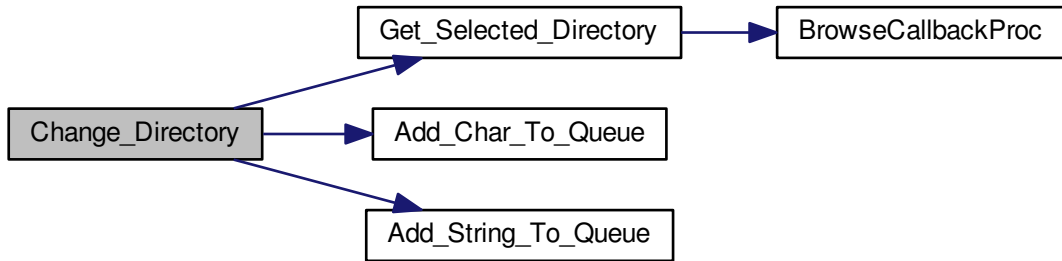 Get_Selected_Directory
BrowseCallbackProc
Change_Directory
Add_Char_To_Queue
Add_String_To_Queue